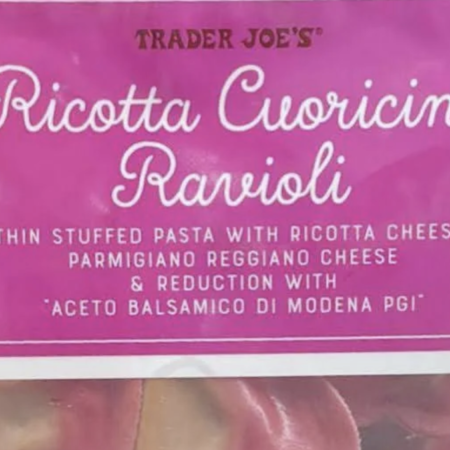 TRADER JOE'S®
Ricotta Cuoricin
Ravioli
THIN STUFFED PASTA WITH RICOTTA CHEES
PARMIGIANO REGGIANO CHEESE
& REDUCTION WITH
"ACETO BALSAMICO DI MODENA PGI"